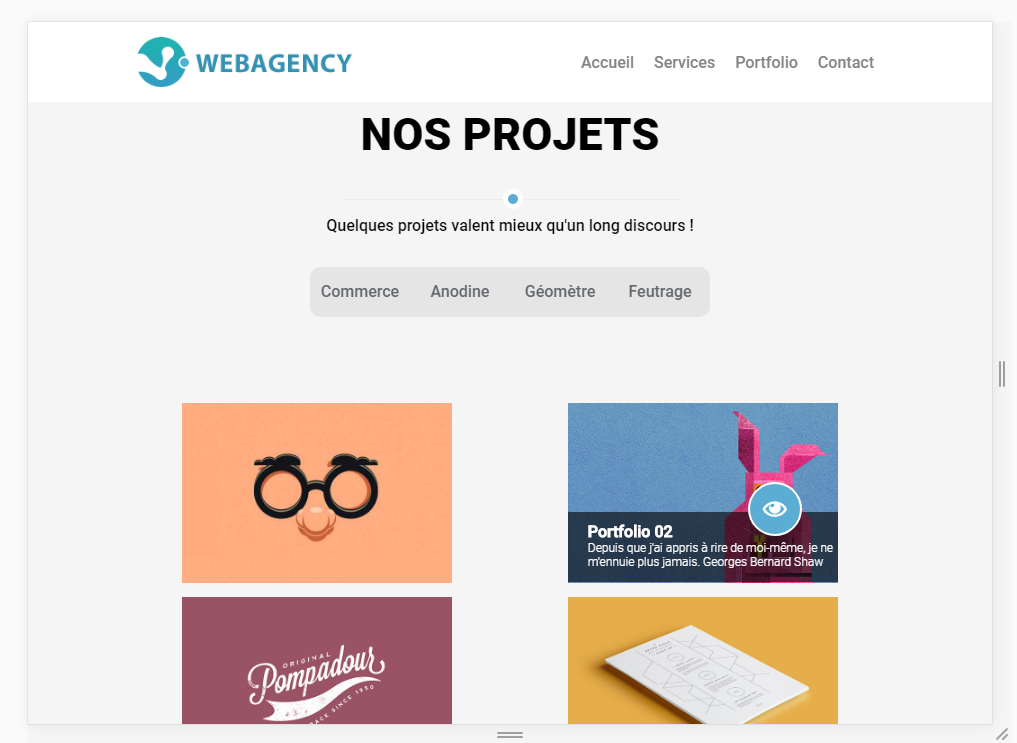 WEBAGENCY
Accueil Services Portfolio Contact
NOS PROJETS
Quelques projets valent mieux qu'un long discours !
Commerce Anodine Géomètre Feutrage
Portfolio 02
Depuis que j'ai appris à rire de moi-même, je ne
m'ennuie plus jamais. Georges Bernard Shaw
ORIGINAL
Pompadour
BACK SINCE 1950